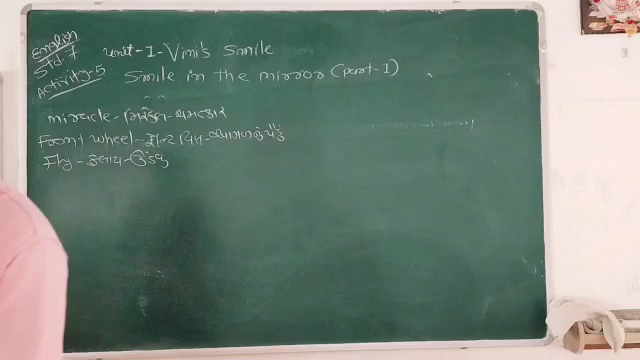 English
Std. 7
Unit-1-Vini's Smile
Activity-5
Smile in the mirror (part-1)
miracle - મિરેકલ - ચમત્કાર
Front wheel - ફ્રન્ટ વિલ - આગળનું પૈડું
Fly - ફ્લાય - ઉડવું